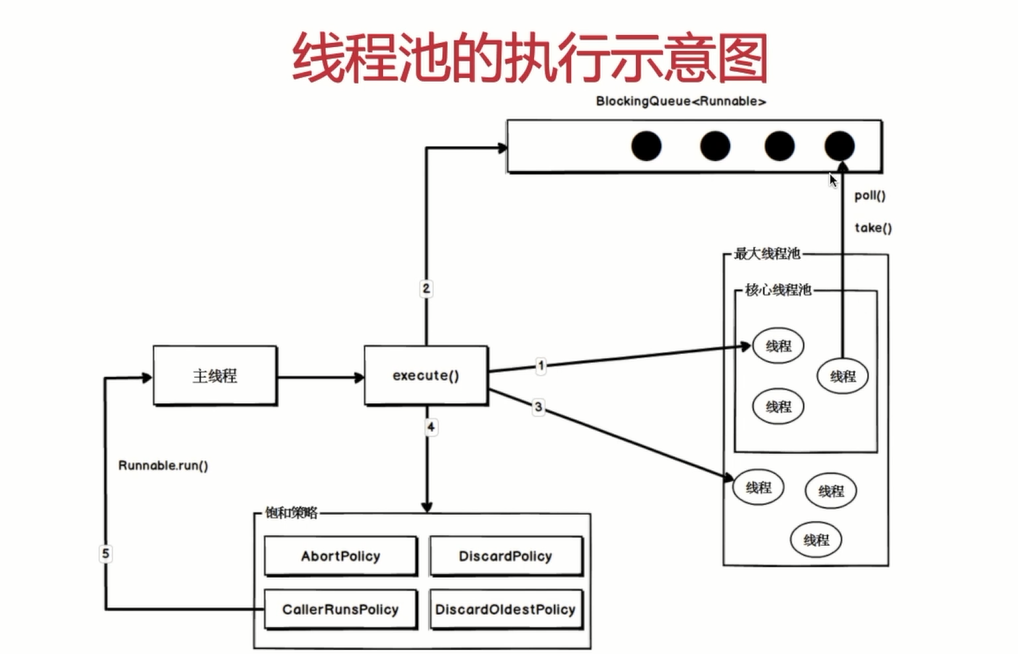 线程池的执行示意图
BlockingQueue<Runnable>
poll()
take()
最大线程池
核心线程池
2
线程
1
主线程
execute()
线程
3
线程
4
Runnable.run()
线程
线程
饱和策略
线程
5
AbortPolicy
DiscardPolicy
CallerRunsPolicy
DiscardOldestPolicy